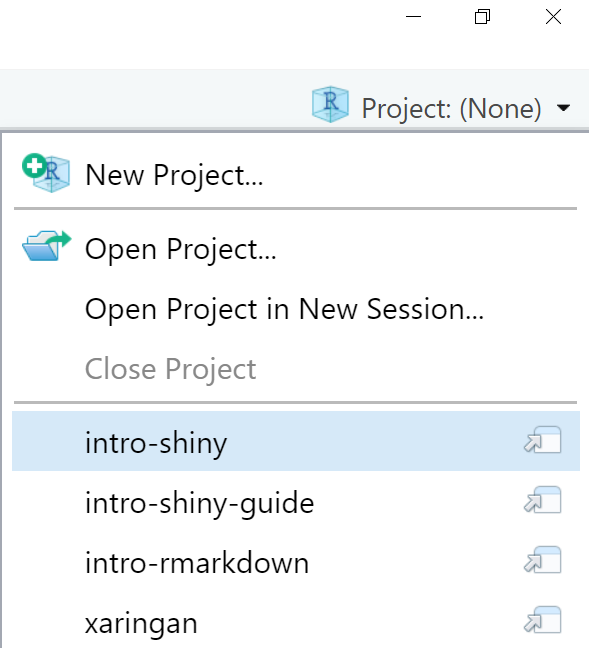 R Project: (None)
R New Project...
Open Project...
Open Project in New Session...
Close Project
intro-shiny
intro-shiny-guide
intro-rmarkdown
xaringan